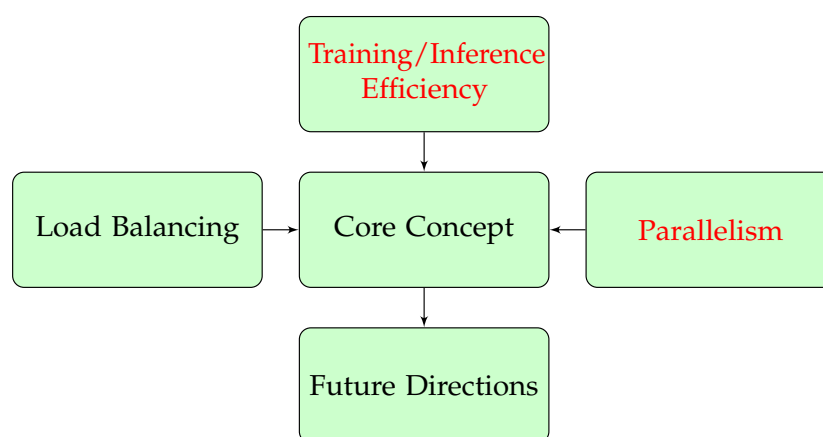 Training/Inference
Efficiency
Load Balancing
Core Concept
Parallelism
Future Directions